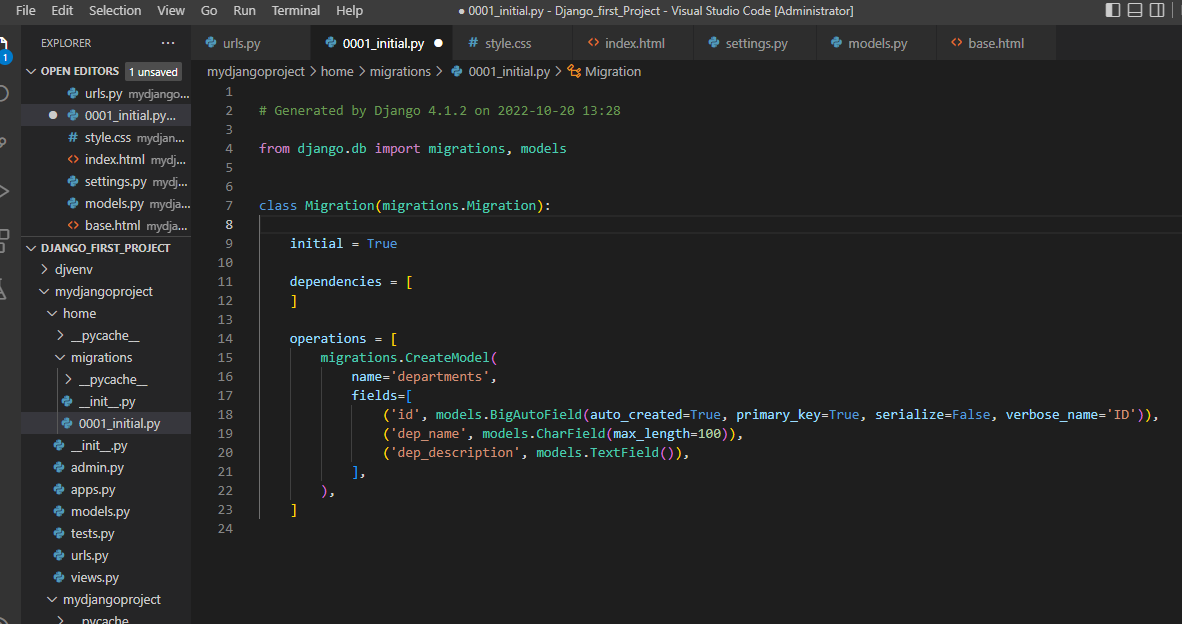 File Edit Selection View Go Run Terminal Help
● 0001_initial.py - Django_first_Project - Visual Studio Code [Administrator]
1
EXPLORER ···
OPEN EDITORS 1 unsaved
urls.py mydjango...
0001_initial.py...
# style.css mydjan...
<> index.html mydj...
settings.py mydj...
models.py mydja...
<> base.html mydja...
DJANGO_FIRST_PROJECT
djvenv
mydjangoproject
home
__pycache__
migrations
__pycache__
__init__.py
0001_initial.py
__init__.py
admin.py
apps.py
models.py
tests.py
urls.py
views.py
mydjangoproject
__pycache__
urls.py 0001_initial.py ● # style.css <> index.html settings.py models.py <> base.html
mydjangoproject > home > migrations > 0001_initial.py > Migration
1
2 # Generated by Django 4.1.2 on 2022-10-20 13:28
3
4 from django.db import migrations, models
5
6
7 class Migration(migrations.Migration):
8
9     initial = True
10
11     dependencies = [
12     ]
13
14     operations = [
15         migrations.CreateModel(
16             name='departments',
17             fields=[
18                 ('id', models.BigAutoField(auto_created=True, primary_key=True, serialize=False, verbose_name='ID')),
19                 ('dep_name', models.CharField(max_length=100)),
20                 ('dep_description', models.TextField()),
21             ],
22         ),
23     ]
24